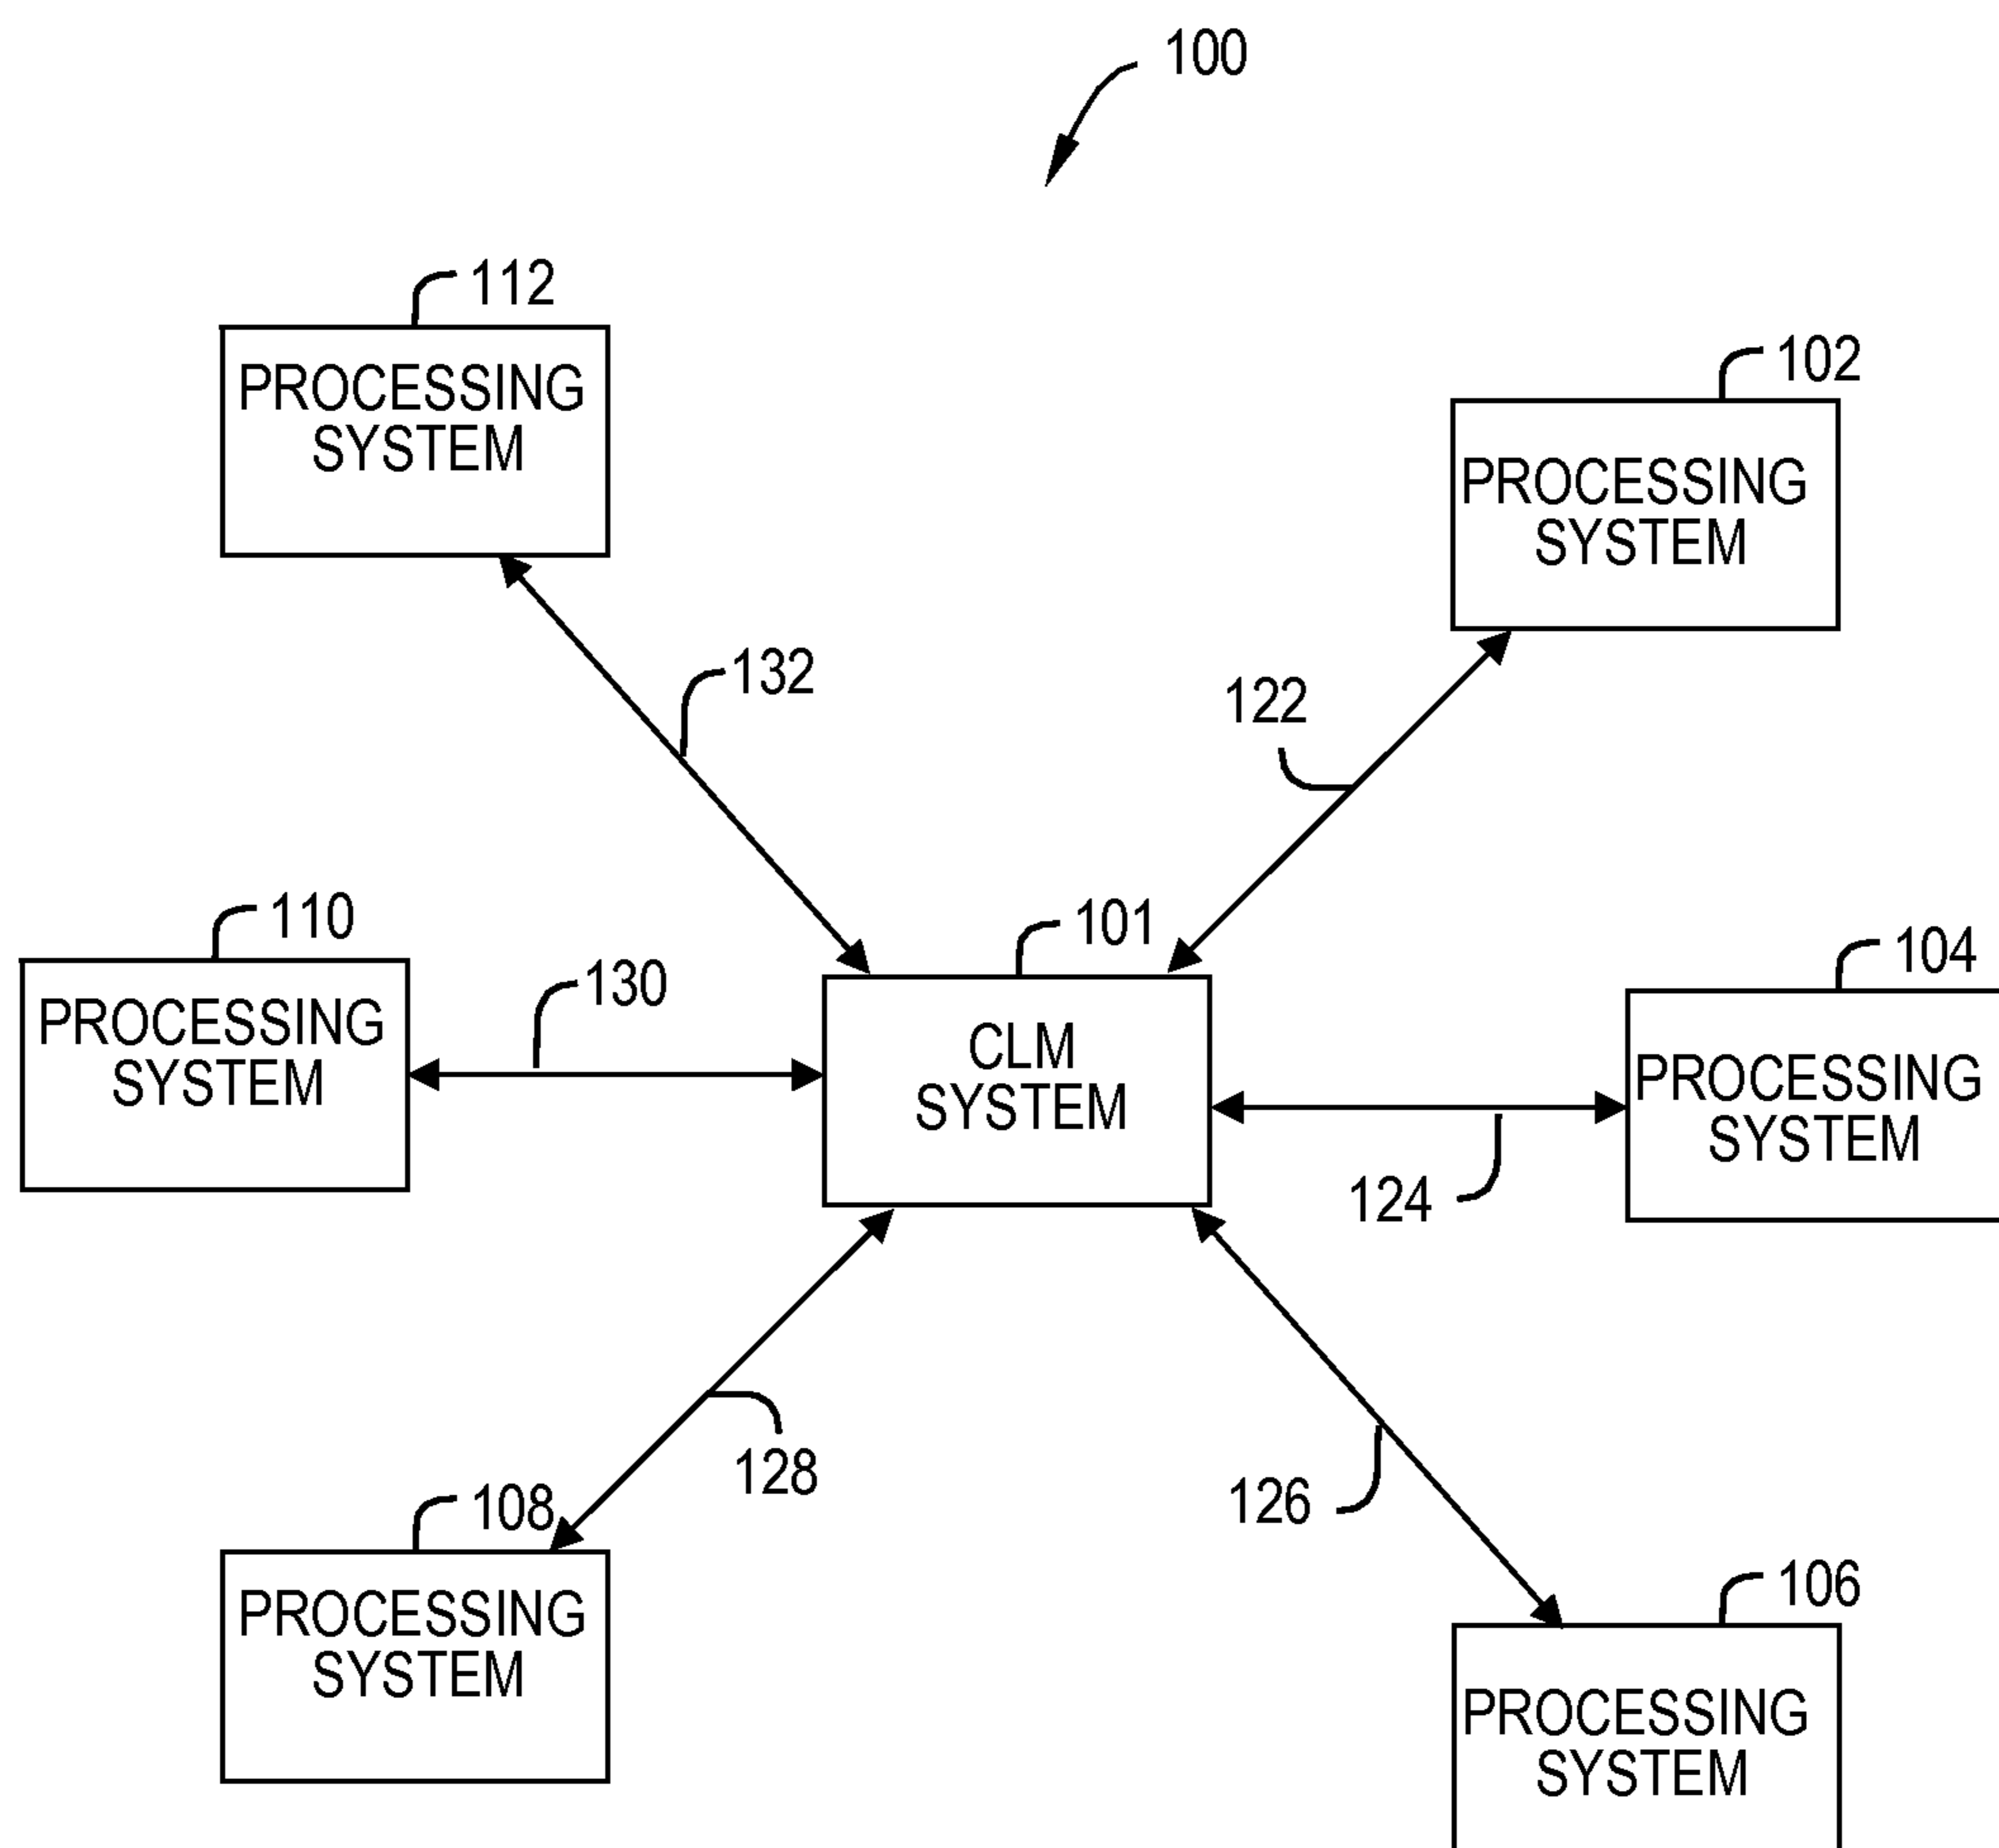 100
112
PROCESSING
SYSTEM
102
PROCESSING
SYSTEM
132
122
110
PROCESSING
SYSTEM
130
101
CLM
SYSTEM
104
PROCESSING
SYSTEM
124
128
126
108
PROCESSING
SYSTEM
106
PROCESSING
SYSTEM